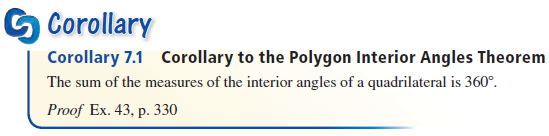 Corollary
Corollary 7.1 Corollary to the Polygon Interior Angles Theorem
The sum of the measures of the interior angles of a quadrilateral is 360°.
Proof Ex. 43, p. 330